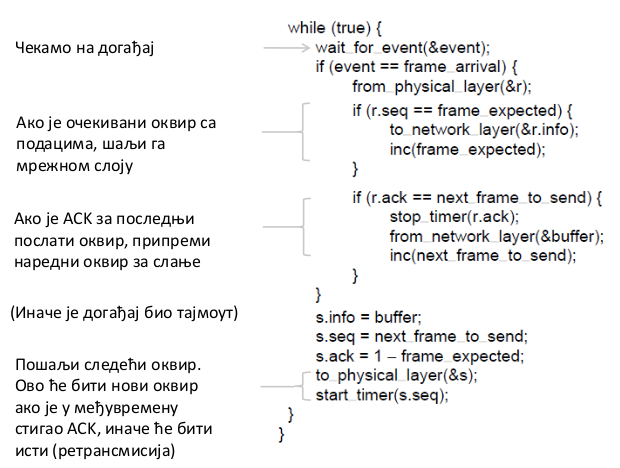 while (true) {
Чекамо на догађај
wait_for_event(&event);
if (event == frame_arrival) {
from_physical_layer(&r);
Ако је очекивани оквир са
подацима, шаљи га
мрежном слоју
if (r.seq == frame_expected) {
to_network_layer(&r.info);
inc(frame_expected);
}
Ако је ACK за последњи
послати оквир, припреми
наредни оквир за слање
if (r.ack == next_frame_to_send) {
stop_timer(r.ack);
from_network_layer(&buffer);
inc(next_frame_to_send);
}
}
(Иначе је догађај био тајмоут)
s.info = buffer;
s.seq = next_frame_to_send;
s.ack = 1 – frame_expected;
Пошаљи следећи оквир.
Ово ће бити нови оквир
ако је у међувремену
стигао ACK, иначе ће бити
исти (ретрансмисија)
to_physical_layer(&s);
start_timer(s.seq);
}
}